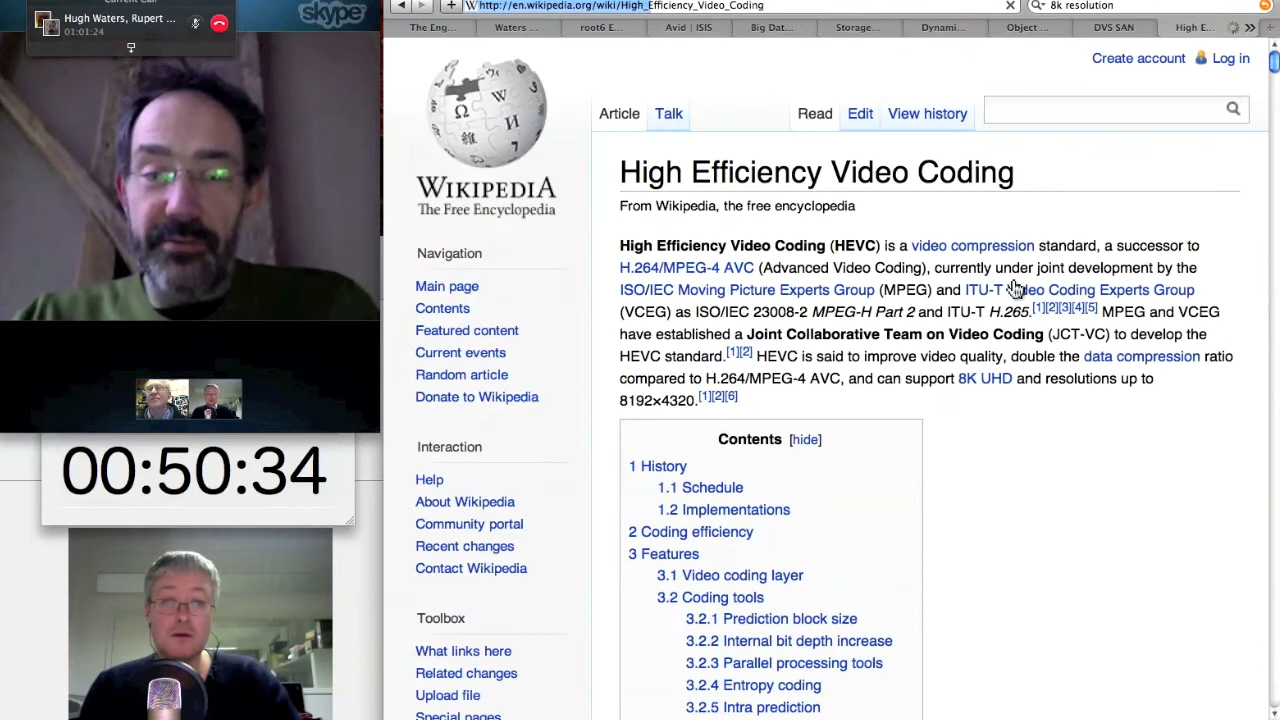 Current Call
skype
Hugh Waters, Rupert ...
01:01:24
http://en.wikipedia.org/wiki/High_Efficiency_Video_Coding
8k resolution
The Eng...
Waters ...
root6 E...
Avid | ISIS
Big Dat...
Storage...
Dynami...
Object ...
DVS SAN
High E...
Create account
Log in
Article
Talk
Read
Edit
View history
WIKIPEDIA
The Free Encyclopedia
Navigation
Main page
Contents
Featured content
Current events
Random article
Donate to Wikipedia
Interaction
Help
About Wikipedia
Community portal
Recent changes
Contact Wikipedia
Toolbox
What links here
Related changes
Upload file
Special pages
00:50:34
High Efficiency Video Coding
From Wikipedia, the free encyclopedia
High Efficiency Video Coding (HEVC) is a video compression standard, a successor to
H.264/MPEG-4 AVC (Advanced Video Coding), currently under joint development by the
ISO/IEC Moving Picture Experts Group (MPEG) and ITU-T Video Coding Experts Group
(VCEG) as ISO/IEC 23008-2 MPEG-H Part 2 and ITU-T H.265.[1][2][3][4][5] MPEG and VCEG
have established a Joint Collaborative Team on Video Coding (JCT-VC) to develop the
HEVC standard.[1][2] HEVC is said to improve video quality, double the data compression ratio
compared to H.264/MPEG-4 AVC, and can support 8K UHD and resolutions up to
8192×4320.[1][2][6]
Contents [hide]
1 History
1.1 Schedule
1.2 Implementations
2 Coding efficiency
3 Features
3.1 Video coding layer
3.2 Coding tools
3.2.1 Prediction block size
3.2.2 Internal bit depth increase
3.2.3 Parallel processing tools
3.2.4 Entropy coding
3.2.5 Intra prediction